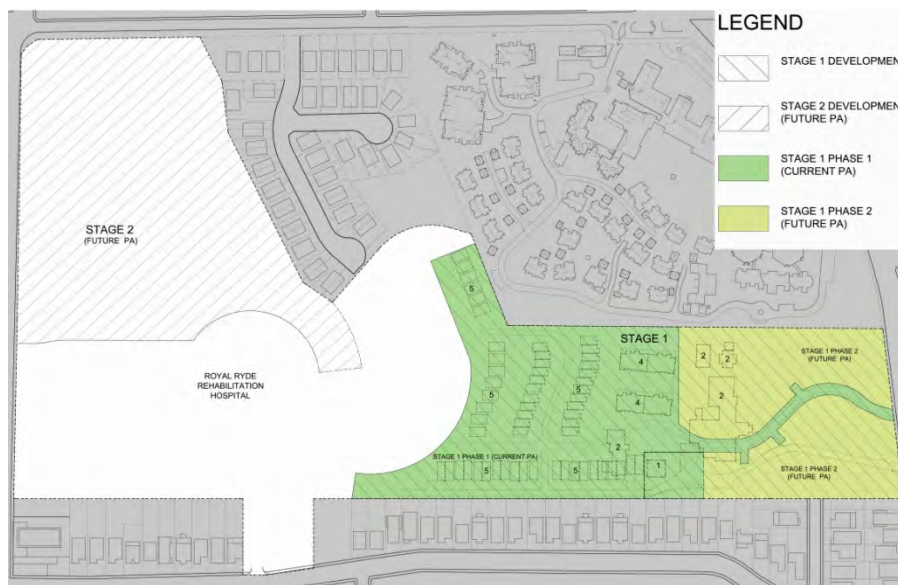 LEGEND
STAGE 1 DEVELOPMEN
STAGE 2 DEVELOPMEN
(FUTURE PA)
STAGE 1 PHASE 1
(CURRENT PA)
STAGE 1 PHASE 2
(FUTURE PA)
STAGE 2
(FUTURE PA)
5
STAGE 1
4
2
2
STAGE 1 PHASE 2
(FUTURE PA)
ROYAL RYDE
REHABILITATION
HOSPITAL
5
5
4
2
2
STAGE 1 PHASE 1 (CURRENT PA)
5
5
1
STAGE 1 PHASE 2
(FUTURE PA)